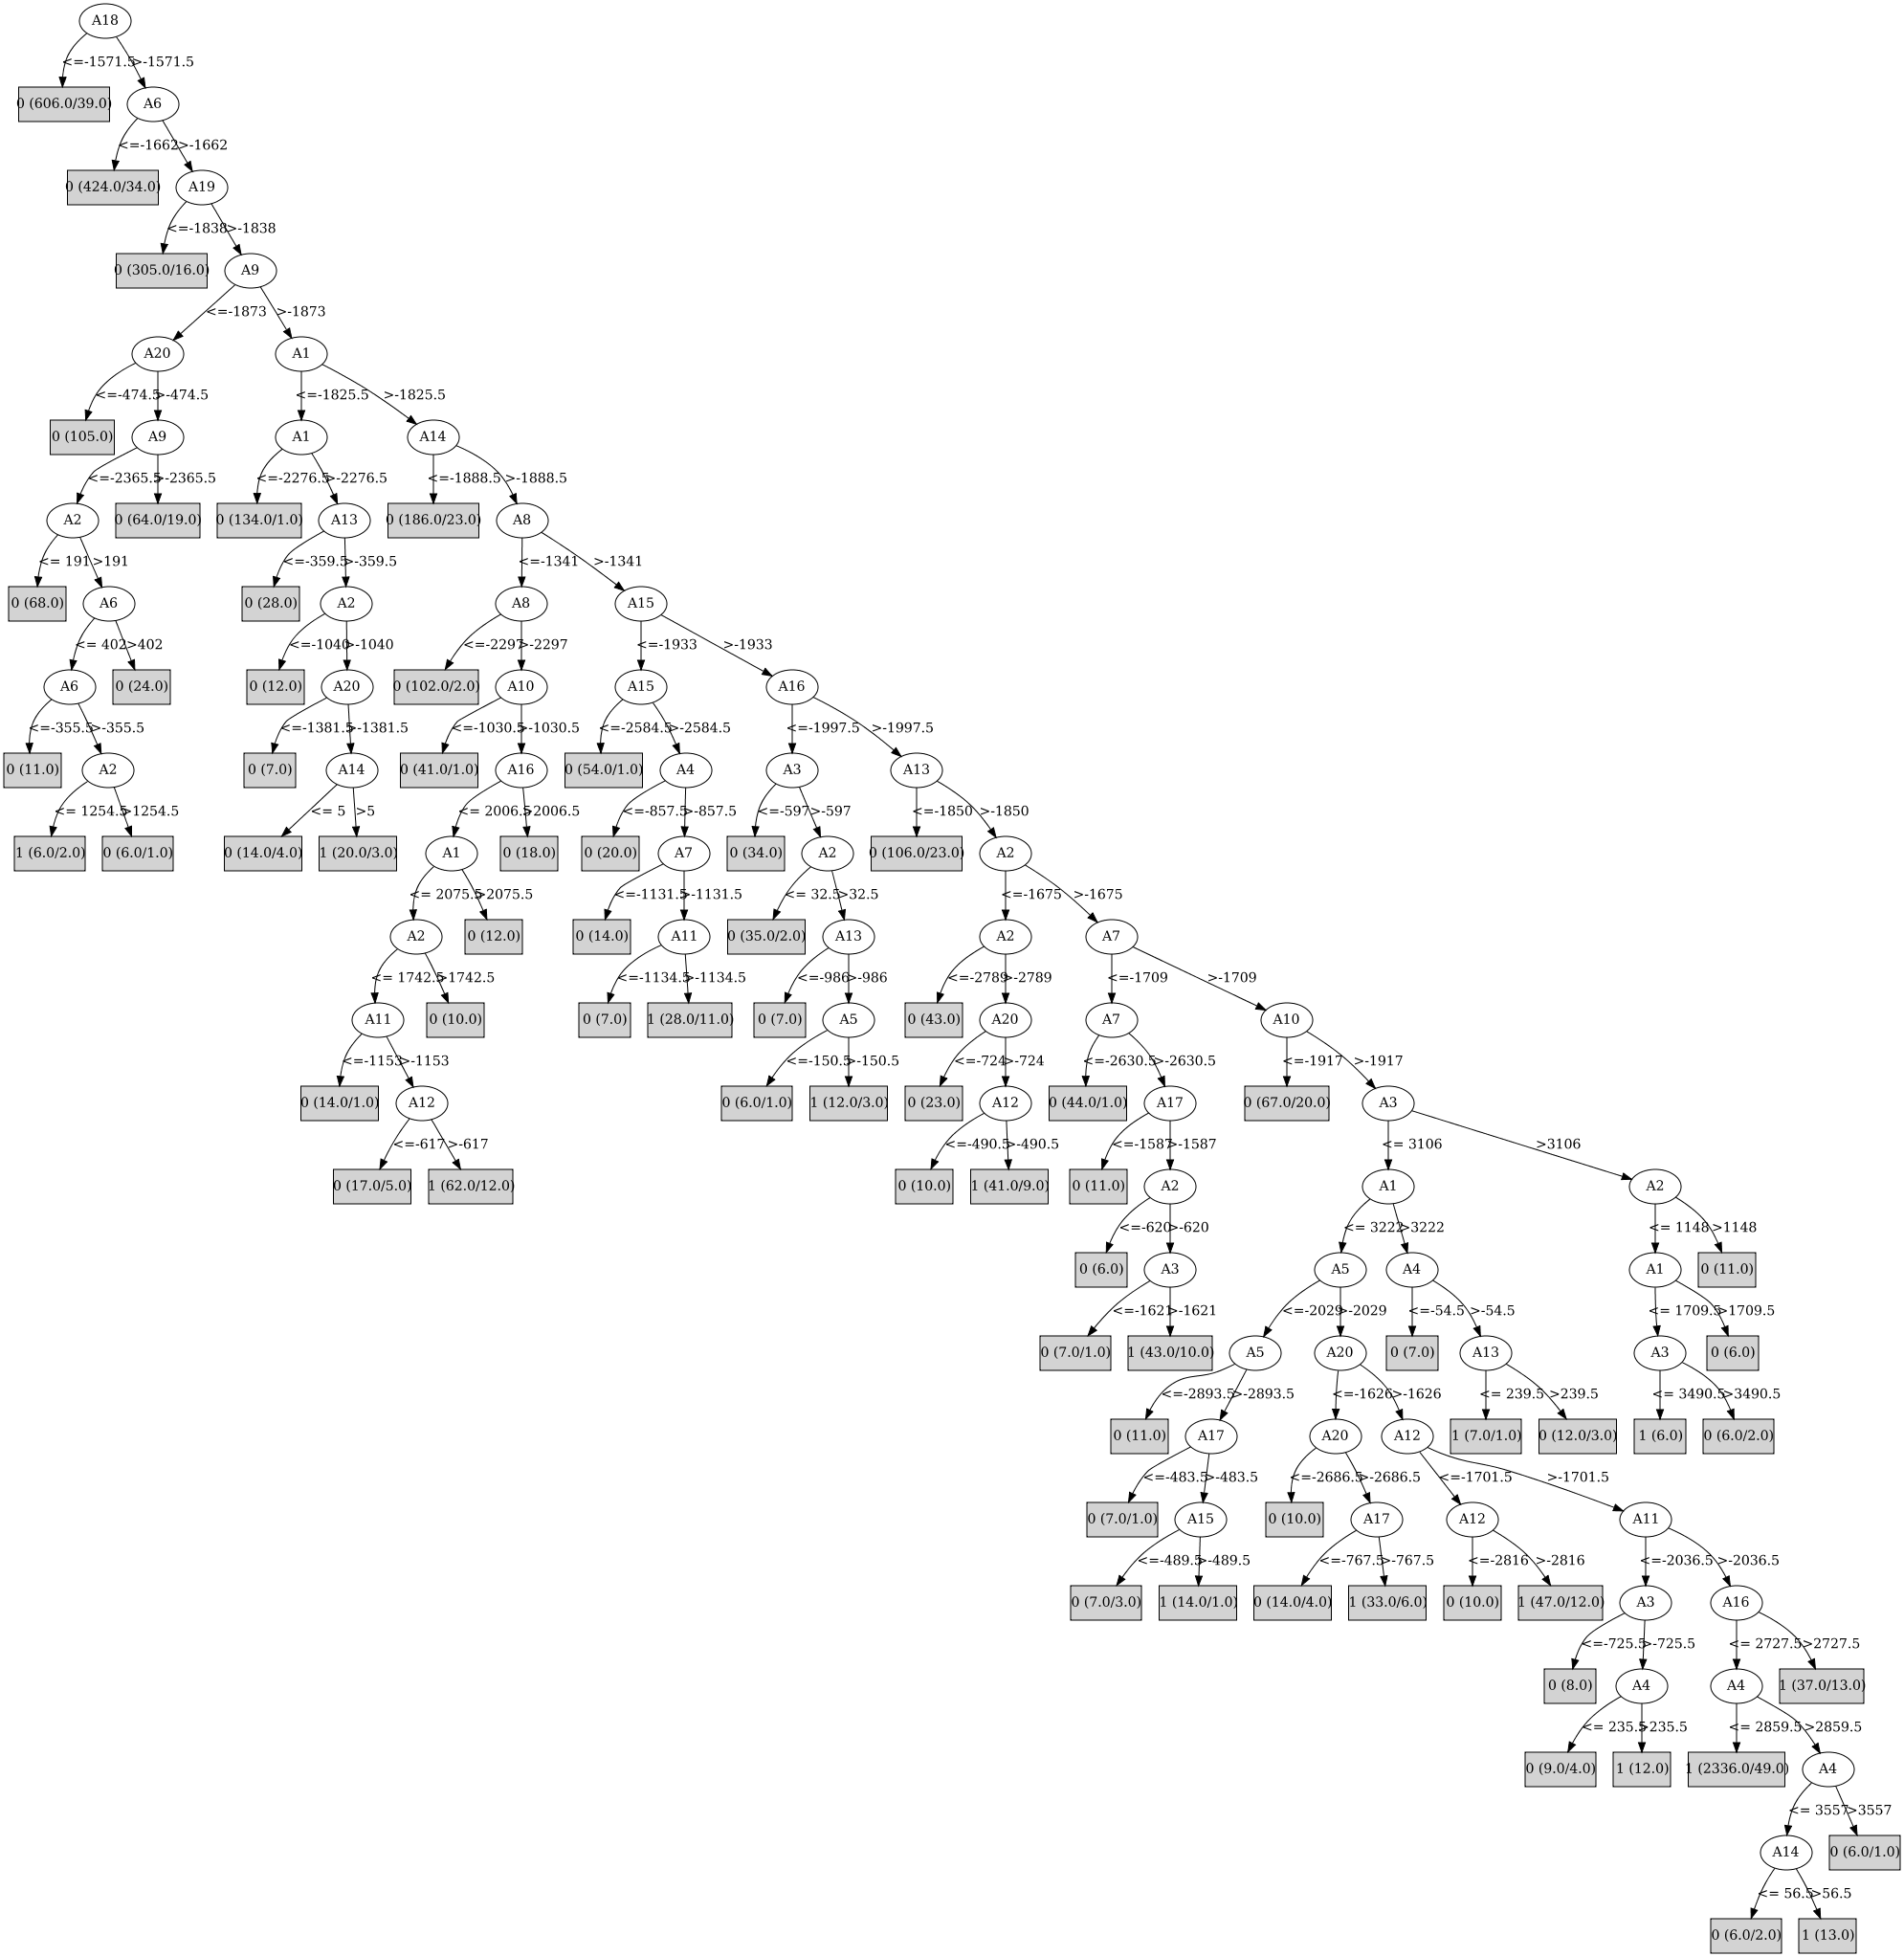 A18
<=-1571.5 >-1571.5
0 (606.0/39.0) A6
<=-1662 >-1662
0 (424.0/34.0) A19
<=-1838 >-1838
0 (305.0/16.0) A9
<=-1873 >-1873
A20 A1
<=-474.5 >-474.5 <=-1825.5 >-1825.5
0 (105.0) A9 A1 A14
<=-2365.5 >-2365.5 <=-2276.5 >-2276.5 <=-1888.5 >-1888.5
A2 0 (64.0/19.0) 0 (134.0/1.0) A13 0 (186.0/23.0) A8
<= 191 >191 <=-359.5 >-359.5 <=-1341 >-1341
0 (68.0) A6 0 (28.0) A2 A8 A15
<= 402 >402 <=-1040 >-1040 <=-2297 >-2297 <=-1933 >-1933
A6 0 (24.0) 0 (12.0) A20 0 (102.0/2.0) A10 A15 A16
<=-355.5 >-355.5 <=-1381.5 >-1381.5 <=-1030.5 >-1030.5 <=-2584.5 >-2584.5 <=-1997.5 >-1997.5
0 (11.0) A2 0 (7.0) A14 0 (41.0/1.0) A16 0 (54.0/1.0) A4 A3 A13
<= 1254.5 >1254.5 <= 5 >5 <= 2006.5 >2006.5 <=-857.5 >-857.5 <=-597 >-597 <=-1850 >-1850
1 (6.0/2.0) 0 (6.0/1.0) 0 (14.0/4.0) 1 (20.0/3.0) A1 0 (18.0) 0 (20.0) A7 0 (34.0) A2 0 (106.0/23.0) A2
<= 2075.5 >2075.5 <=-1131.5 >-1131.5 <= 32.5 >32.5 <=-1675 >-1675
A2 0 (12.0) 0 (14.0) A11 0 (35.0/2.0) A13 A2 A7
<= 1742.5 >1742.5 <=-1134.5 >-1134.5 <=-986 >-986 <=-2789 >-2789 <=-1709 >-1709
A11 0 (10.0) 0 (7.0) 1 (28.0/11.0) 0 (7.0) A5 0 (43.0) A20 A7 A10
<=-1153 >-1153 <=-150.5 >-150.5 <=-724 >-724 <=-2630.5 >-2630.5 <=-1917 >-1917
0 (14.0/1.0) A12 0 (6.0/1.0) 1 (12.0/3.0) 0 (23.0) A12 0 (44.0/1.0) A17 0 (67.0/20.0) A3
<=-617 >-617 <=-490.5 >-490.5 <=-1587 >-1587 <= 3106 >3106
0 (17.0/5.0) 1 (62.0/12.0) 0 (10.0) 1 (41.0/9.0) 0 (11.0) A2 A1 A2
<=-620 >-620 <= 3222 >3222 <= 1148 >1148
0 (6.0) A3 A5 A4 A1 0 (11.0)
<=-1621 >-1621 <=-2029 >-2029 <=-54.5 >-54.5 <= 1709.5 >1709.5
0 (7.0/1.0) 1 (43.0/10.0) A5 A20 0 (7.0) A13 A3 0 (6.0)
<=-2893.5 >-2893.5 <=-1626 >-1626 <= 239.5 >239.5 <= 3490.5 >3490.5
0 (11.0) A17 A20 A12 1 (7.0/1.0) 0 (12.0/3.0) 1 (6.0) 0 (6.0/2.0)
<=-483.5 >-483.5 <=-2686.5 >-2686.5 <=-1701.5 >-1701.5
0 (7.0/1.0) A15 0 (10.0) A17 A12 A11
<=-489.5 >-489.5 <=-767.5 >-767.5 <=-2816 >-2816 <=-2036.5 >-2036.5
0 (7.0/3.0) 1 (14.0/1.0) 0 (14.0/4.0) 1 (33.0/6.0) 0 (10.0) 1 (47.0/12.0) A3 A16
<=-725.5 >-725.5 <= 2727.5 >2727.5
0 (8.0) A4 A4 1 (37.0/13.0)
<= 235.5 >235.5 <= 2859.5 >2859.5
0 (9.0/4.0) 1 (12.0) 1 (2336.0/49.0) A4
<= 3557 >3557
A14 0 (6.0/1.0)
<= 56.5 >56.5
0 (6.0/2.0) 1 (13.0)